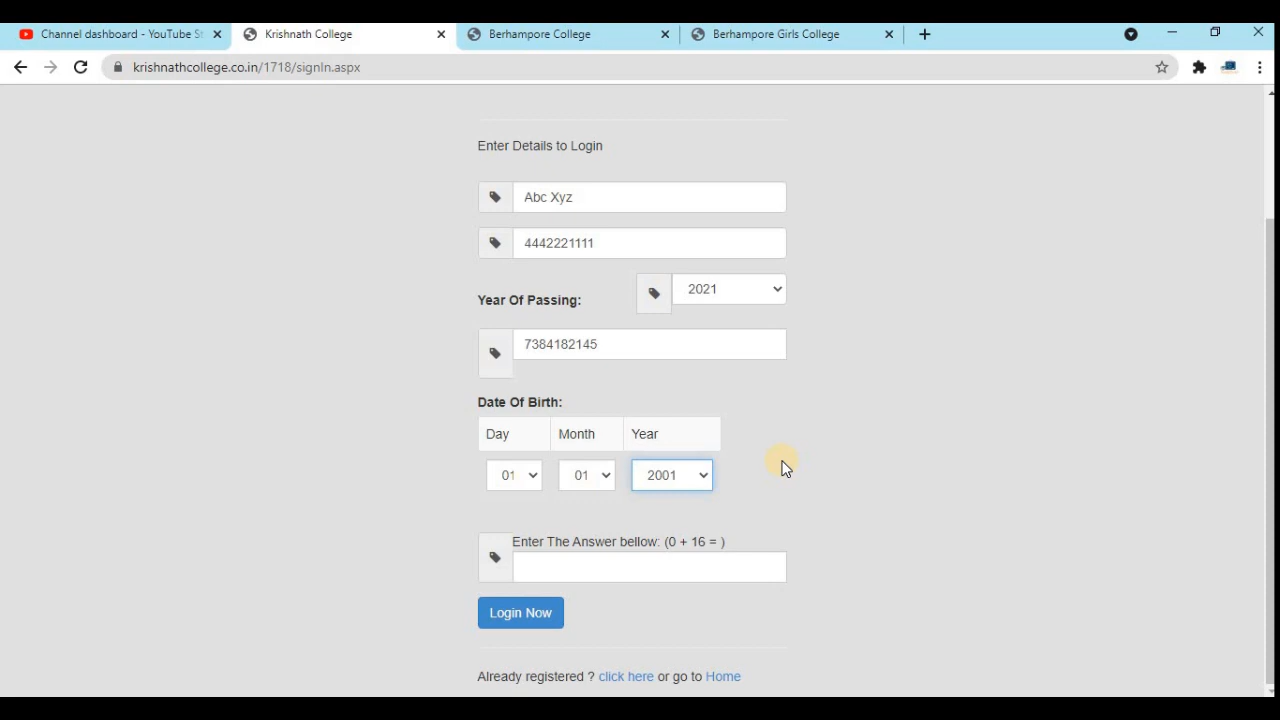 Channel dashboard - YouTube St
Krishnath College
Berhampore College
Berhampore Girls College
krishnathcollege.co.in/1718/signIn.aspx
Enter Details to Login
Abc Xyz
4442221111
Year Of Passing:
2021
7384182145
Date Of Birth:
Day Month Year
01 01 2001
Enter The Answer bellow: (0 + 16 = )
Login Now
Already registered ? click here or go to Home